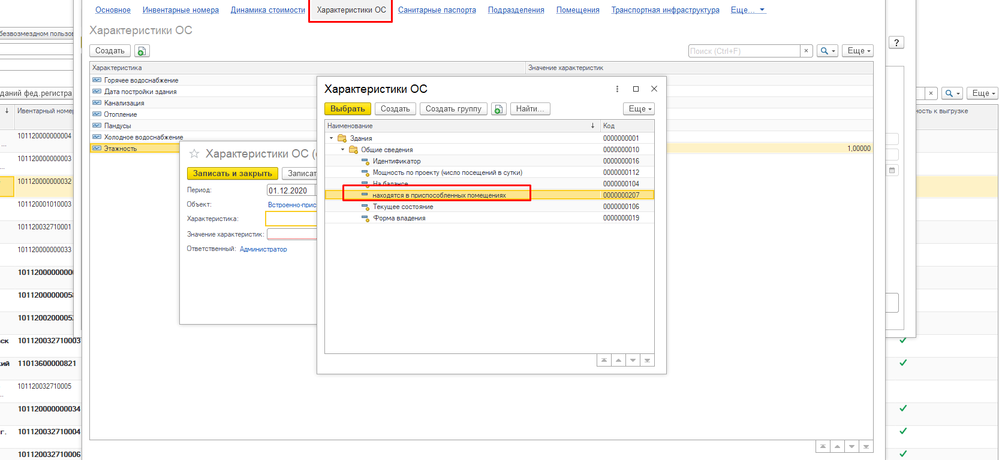 Основное Инвентарные номера Динамика стоимости Характеристики ОС Санитарные паспорта Подразделения Помещения Транспортная инфраструктура Еще...
Характеристики ОС
безвозмездном пользов
Создать Поиск (Ctrl+F) × Еще
?
Характеристика Значение характеристик
Горячее водоснабжение
Дата постройки здания
Канализация
Отопление
Пандусы
Холодное водоснабжение
Этажность 1,00000
даний фед.регистра × Еще
↓ Ивентарный номер ность к выгрузке
101120000000004
...
101120000000003
...
101120000000032
101120001010003
101120032710001
101120000000033
1011200000000
10112000000058
10112002000052
вск 101120032710003
кий 11013600000821
101120032710005
...
101120000000034
г. 101120032710004
101120032710006
Характеристики ОС (
Записать и закрыть Записат
Период: 01.12.2020
Объект: Встроенно-прис
Характеристика:
Значение характеристик:
Ответственный: Администратор
Характеристики ОС
Выбрать Создать Создать группу Найти... Еще
Наименование ↓ Код
Здания 0000000001
Общие сведения 0000000010
Идентификатор 0000000016
Мощность по проекту (число посещений в сутки) 0000000112
На балансе 0000000104
находятся в приспособленных помещениях 0000000207
Текущее состояние 0000000106
Форма владения 0000000019